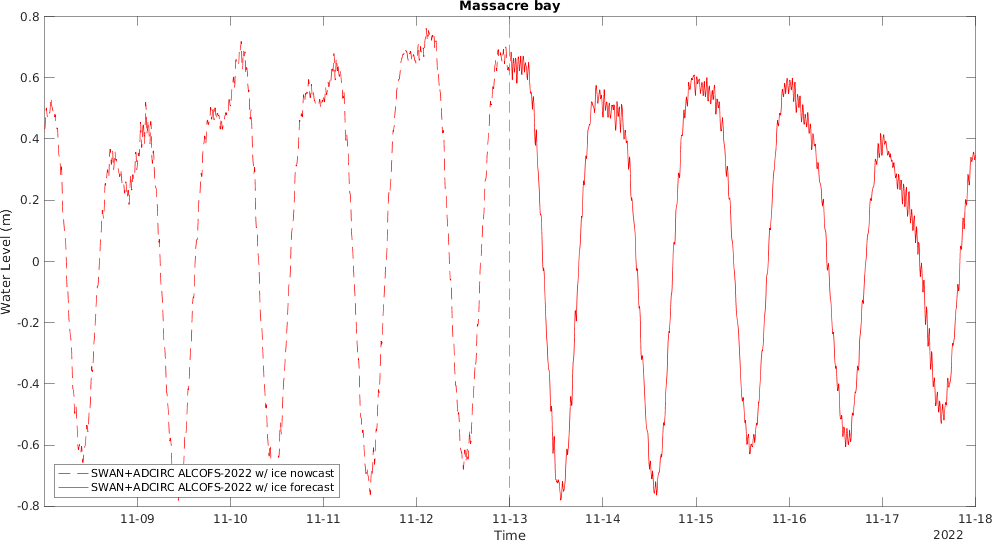 Massacre bay
0.8
0.6
0.4
0.2
0
-0.2
-0.4
-0.6
-0.8
Water Level (m)
SWAN+ADCIRC ALCOFS-2022 w/ ice nowcast
SWAN+ADCIRC ALCOFS-2022 w/ ice forecast
11-09 11-10 11-11 11-12 11-13 11-14 11-15 11-16 11-17 11-18
Time
2022